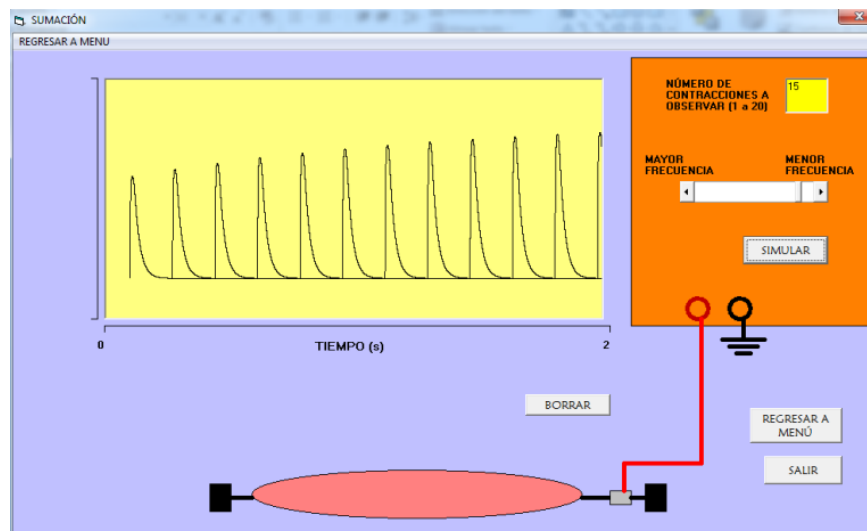 SUMACIÓN
REGRESAR A MENU
NÚMERO DE
CONTRACCIONES A
OBSERVAR (1 a 20)
15
MAYOR
FRECUENCIA
MENOR
FRECUENCIA
SIMULAR
0
TIEMPO (s)
2
BORRAR
REGRESAR A
MENÚ
SALIR